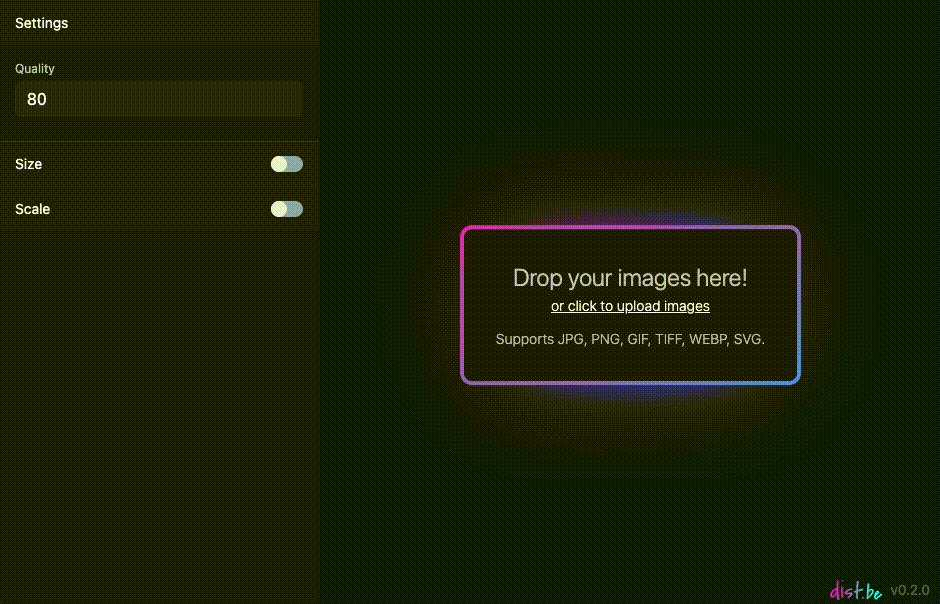 Settings
Quality
80
Size
Scale
Drop your images here!
or click to upload images
Supports JPG, PNG, GIF, TIFF, WEBP, SVG.
dist.be v0.2.0